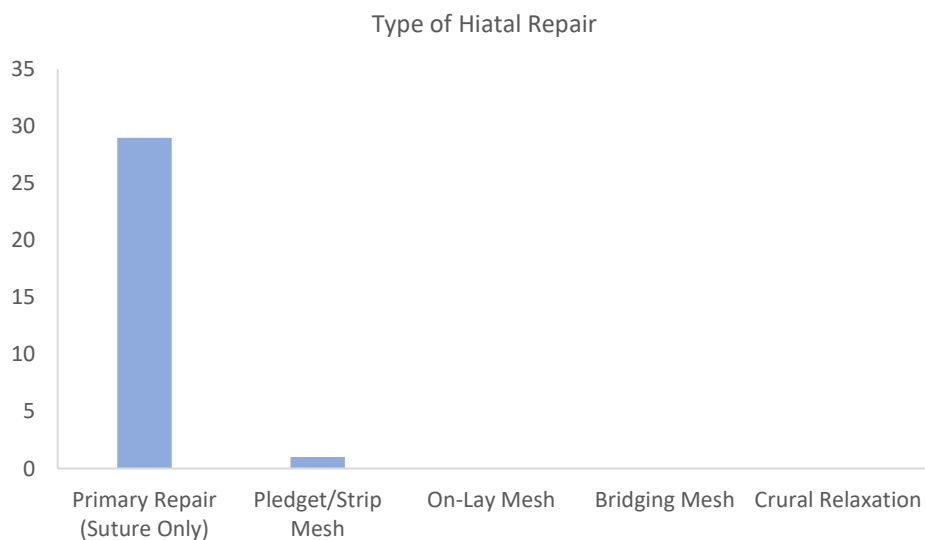 Type of Hiatal Repair
35
30
25
20
15
10
5
0
Primary Repair
(Suture Only)
Pledget/Strip
Mesh
On-Lay Mesh
Bridging Mesh
Crural Relaxation